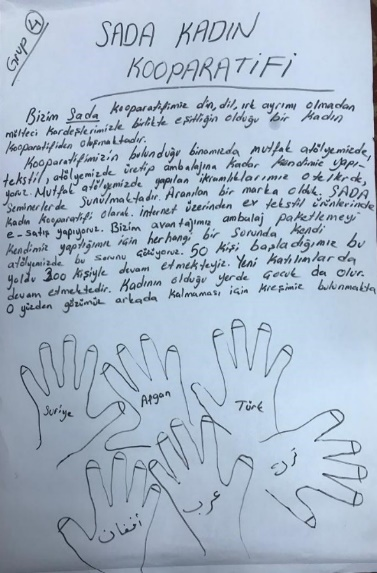 Grup 4
SADA KADIN
KOOPARATİFİ
Bizim Sada kooparatifimiz din, dil, ırk ayrımı olmadan
mülteci kardeşlerimizle birlikte eşitliğin olduğu bir kadın
kooparatifiden oluşmaktadır.
Kooparatifimizin bulunduğu binamızda mutfak atölyemizde,
tekstil, atölyemizde üretip ambalajına kadar kendimiz yapı-
yoruz. Mutfak atölyemizde yapılan ikramlıklarımız otellerde,
seminerlerde sunulmaktadır. Aranılan bir marka olduk. SADA
kadın kooparatifi olarak. İnternet üzerinden ev tekstil ürünlerinde
e-satış yapıyoruz. Bizim avantajımız ambalaj paketlemeyi
kendimiz yaptığımız için herhangi bir sorunda kendi
atölyemizde bu sorunu çözüyoruz. 50 kişi başladığımız bu
yolda 300 kişiyle devam etmekteyiz. Yeni katılımlar da
devam etmektedir. Kadının olduğu yerde çocuk da olur.
O yüzden gözümüz arkada kalmaması için kreşimiz bulunmakta
Suriye
Afgan
Türk
عرب
افغان